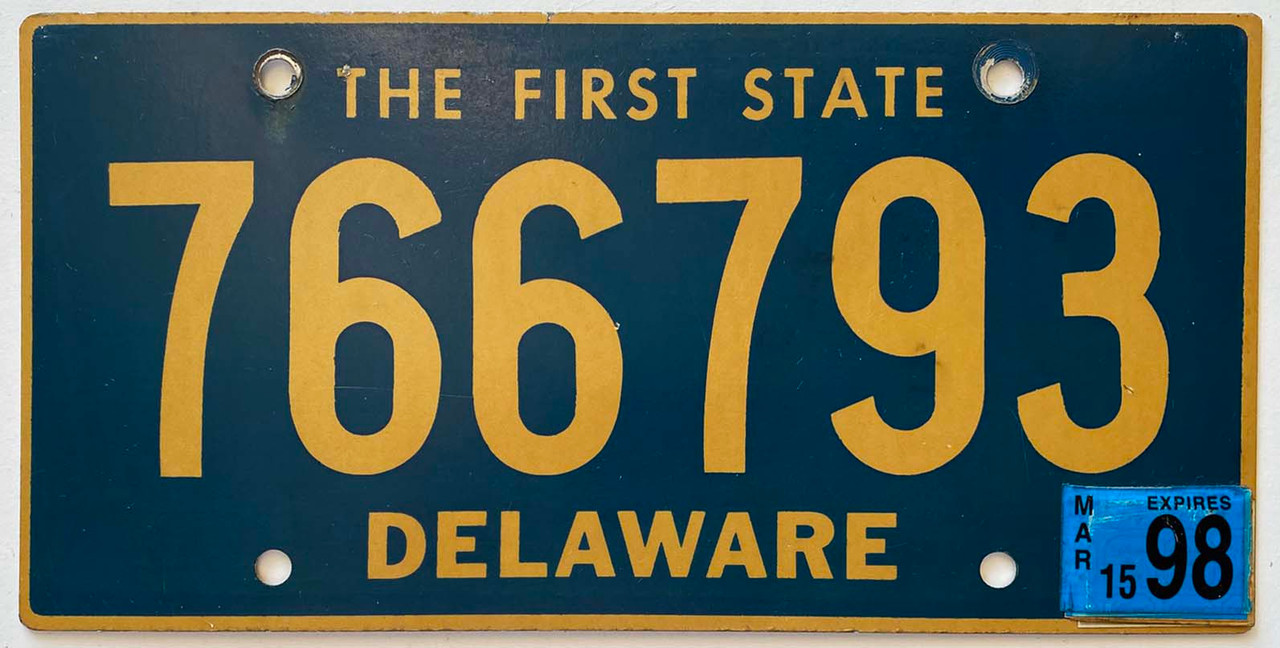 THE FIRST STATE
766793
DELAWARE
MAR
EXPIRES
15 98